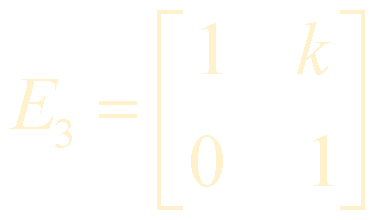 E₃ = [ 1 k
0 1 ]